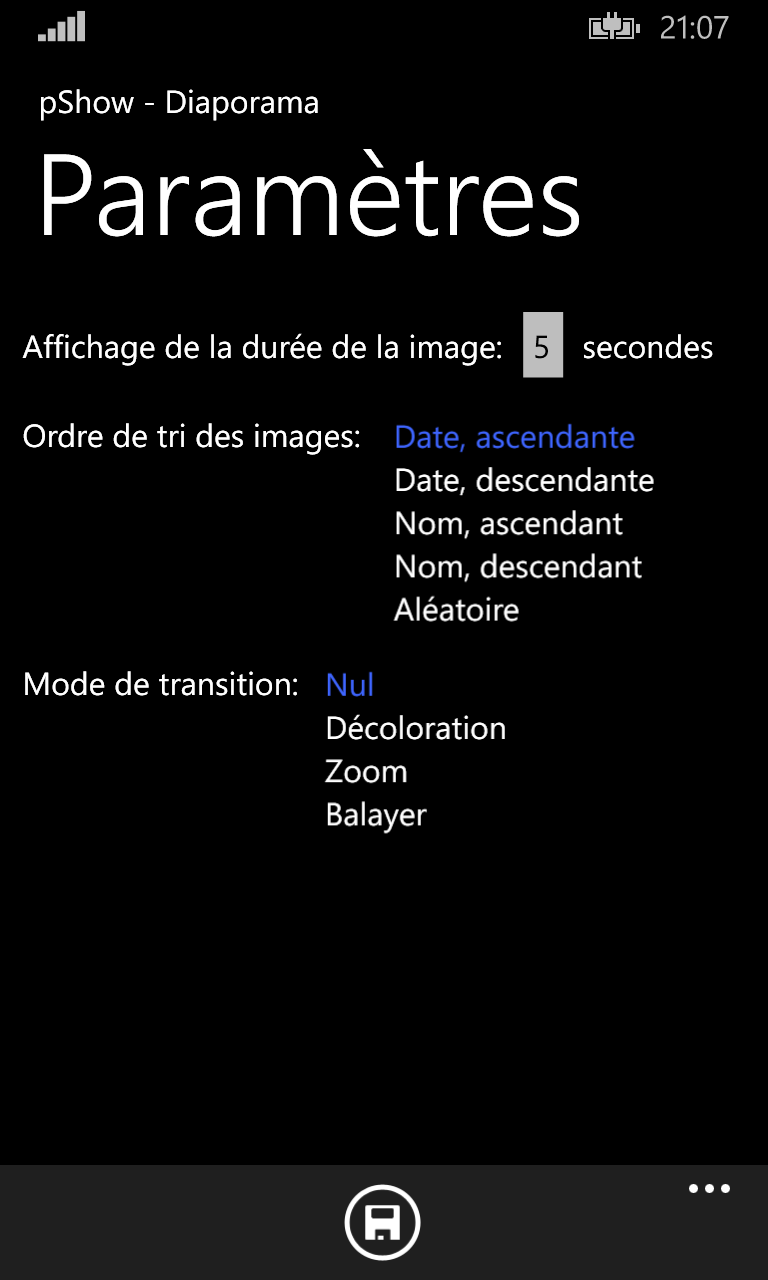 21:07
pShow - Diaporama
Paramètres
Affichage de la durée de la image: 5 secondes
Ordre de tri des images: Date, ascendante
Date, descendante
Nom, ascendant
Nom, descendant
Aléatoire
Mode de transition: Nul
Décoloration
Zoom
Balayer